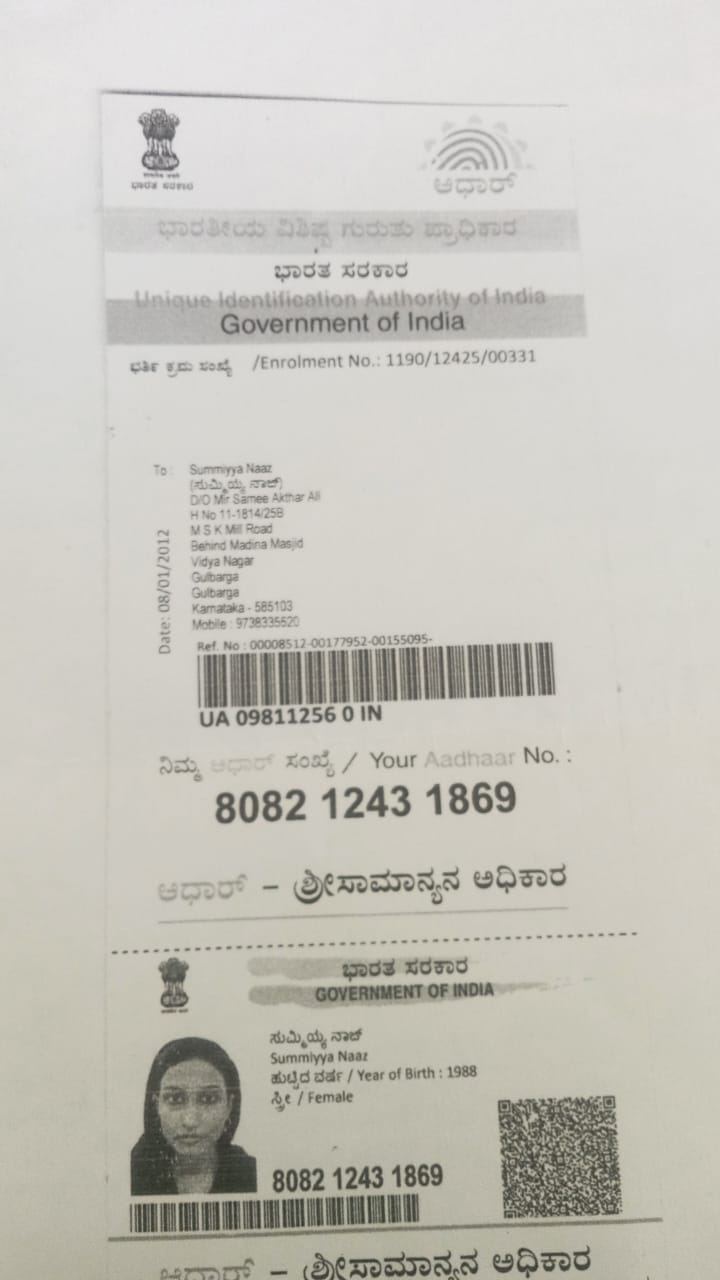 ಭಾರತ ಸರಕಾರ
ಆಧಾರ್
ಭಾರತೀಯ ವಿಶಿಷ್ಟ ಗುರುತು ಪ್ರಾಧಿಕಾರ
ಭಾರತ ಸರಕಾರ
Unique Identification Authority of India
Government of India
ಭರ್ತಿ ಕ್ರಮ ಸಂಖ್ಯೆ /Enrolment No.: 1190/12425/00331
To :
Summiyya Naaz
(ಸುಮ್ಮಿಯ್ಯ ನಾಜ್)
D/O Mir Samee Akthar Ali
H No 11-1814/25B
M S K Mill Road
Behind Madina Masjid
Vidya Nagar
Gulbarga
Gulbarga
Karnataka - 585103
Mobile : 9738335520
Date: 08/01/2012
Ref. No : 00008512-00177952-00155095-
UA 09811256 0 IN
ನಿಮ್ಮ ಆಧಾರ್ ಸಂಖ್ಯೆ / Your Aadhaar No. :
8082 1243 1869
ಆಧಾರ್ – ಶ್ರೀಸಾಮಾನ್ಯನ ಅಧಿಕಾರ
ಭಾರತ ಸರಕಾರ
GOVERNMENT OF INDIA
ಸುಮ್ಮಿಯ್ಯ ನಾಜ್
Summiyya Naaz
ಹುಟ್ಟಿದ ವರ್ಷ / Year of Birth : 1988
ಸ್ತ್ರೀ / Female
8082 1243 1869
ಆಧಾರ್ – ಶ್ರೀಸಾಮಾನ್ಯನ ಅಧಿಕಾರ